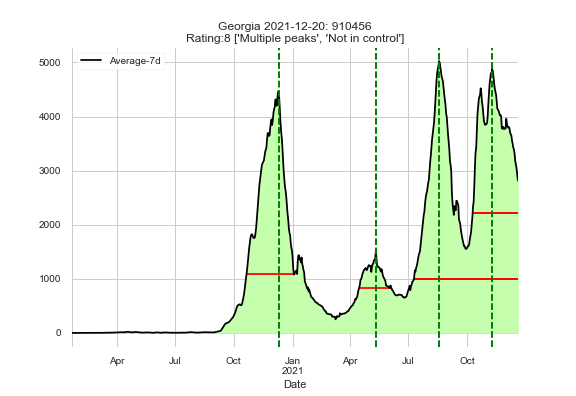 Georgia 2021-12-20: 910456
Rating:8 ['Multiple peaks', 'Not in control']
Average-7d
5000
4000
3000
2000
1000
0
Apr Jul Oct Jan Apr Jul Oct
2021
Date